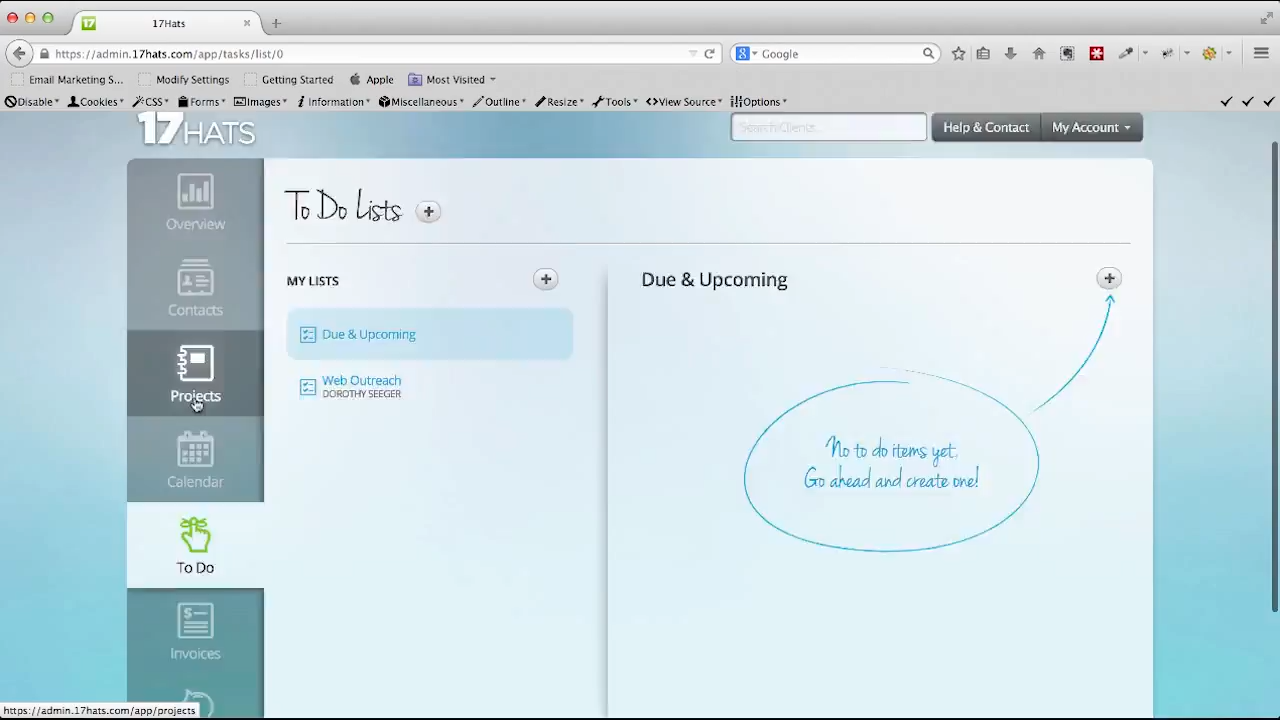 17Hats
https://admin.17hats.com/app/tasks/list/0
Google
Email Marketing S...
Modify Settings
Getting Started
Apple
Most Visited
Disable
Cookies
CSS
Forms
Images
Information
Miscellaneous
Outline
Resize
Tools
View Source
Options
17HATS
Search Clients...
Help & Contact
My Account
Overview
Contacts
Projects
Calendar
To Do
Invoices
To Do Lists
MY LISTS
Due & Upcoming
Web Outreach
DOROTHY SEEGER
Due & Upcoming
No to do items yet.
Go ahead and create one!
https://admin.17hats.com/app/projects